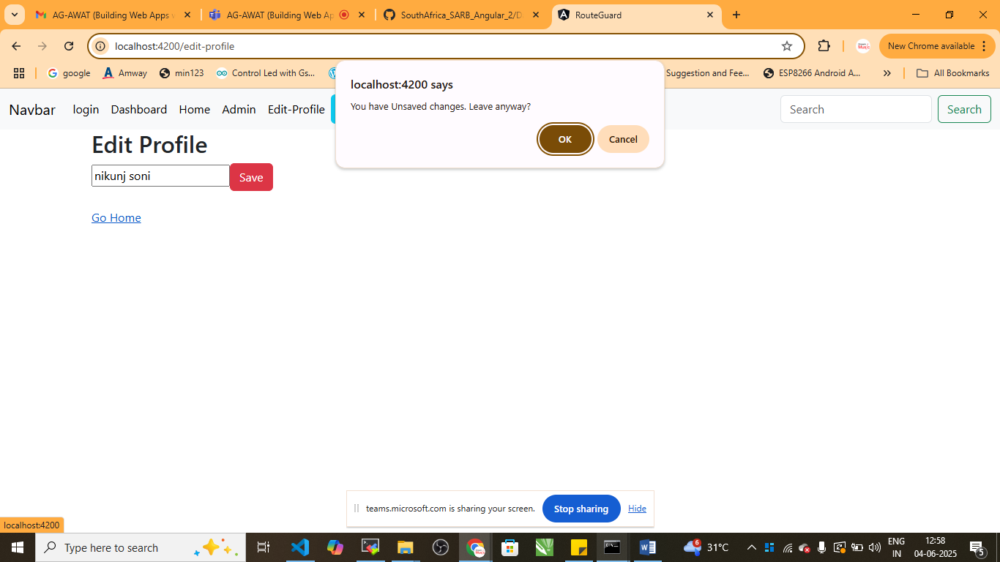 AG-AWAT (Building Web Apps v
AG-AWAT (Building Web Ap
SouthAfrica_SARB_Angular_2/D
RouteGuard
localhost:4200/edit-profile
New Chrome available
google
Amway
min123
Control Led with Gs...
Suggestion and Fee...
ESP8266 Android A...
All Bookmarks
localhost:4200 says
You have Unsaved changes. Leave anyway?
OK
Cancel
Navbar
login
Dashboard
Home
Admin
Edit-Profile
Search
Search
Edit Profile
nikunj soni
Save
Go Home
teams.microsoft.com is sharing your screen.
Stop sharing
Hide
localhost:4200
Type here to search
6
31°C
ENG
IN
12:58
04-06-2025
5